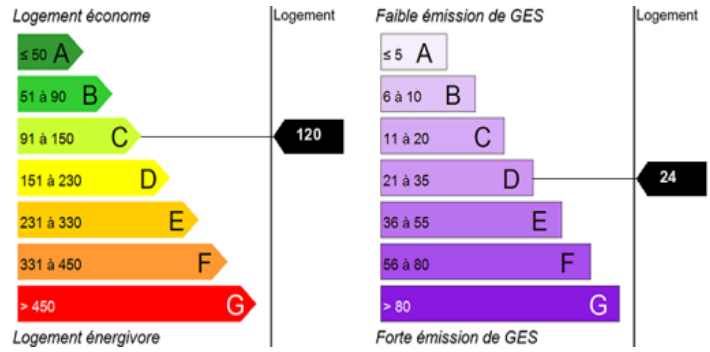 Logement économe
Logement
≤ 50 A
51 à 90 B
91 à 150 C
120
151 à 230 D
231 à 330 E
331 à 450 F
> 450 G
Logement énergivore
Faible émission de GES
Logement
≤ 5 A
6 à 10 B
11 à 20 C
21 à 35 D
24
36 à 55 E
56 à 80 F
> 80 G
Forte émission de GES